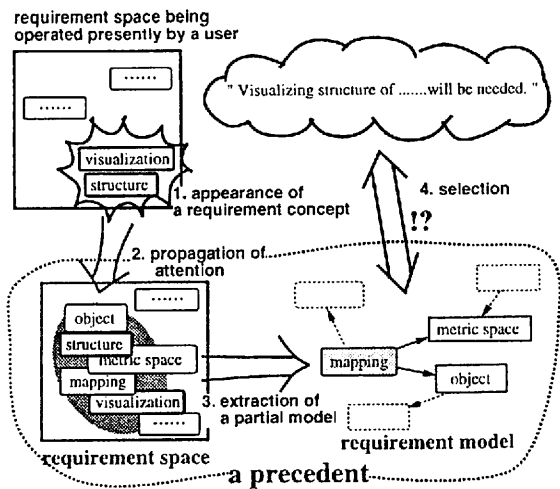 requirement space being
operated presently by a user
......
......
visualization
structure
" Visualizing structure of .......will be needed. "
1. appearance of
a requirement concept
4. selection
!?
2. propagation of
attention
......
object
structure
metric space
mapping
visualization
......
3. extraction of
a partial model
mapping
metric space
object
requirement model
requirement space
a precedent